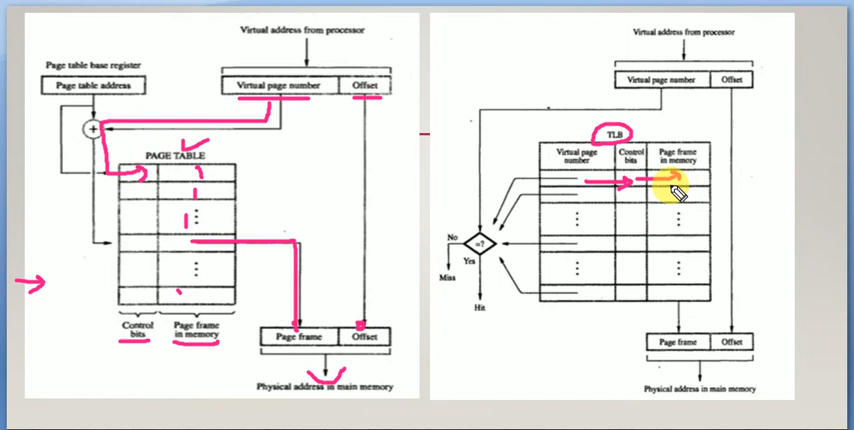 Virtual address from processor
Page table base register
Page table address
Virtual page number
Offset
+
PAGE TABLE
Control
bits
Page frame
in memory
Page frame
Offset
Physical address in main memory
Virtual address from processor
Virtual page number
Offset
TLB
Virtual page
number
Control
bits
Page frame
in memory
No
=?
Yes
Miss
Hit
Page frame
Offset
Physical address in main memory